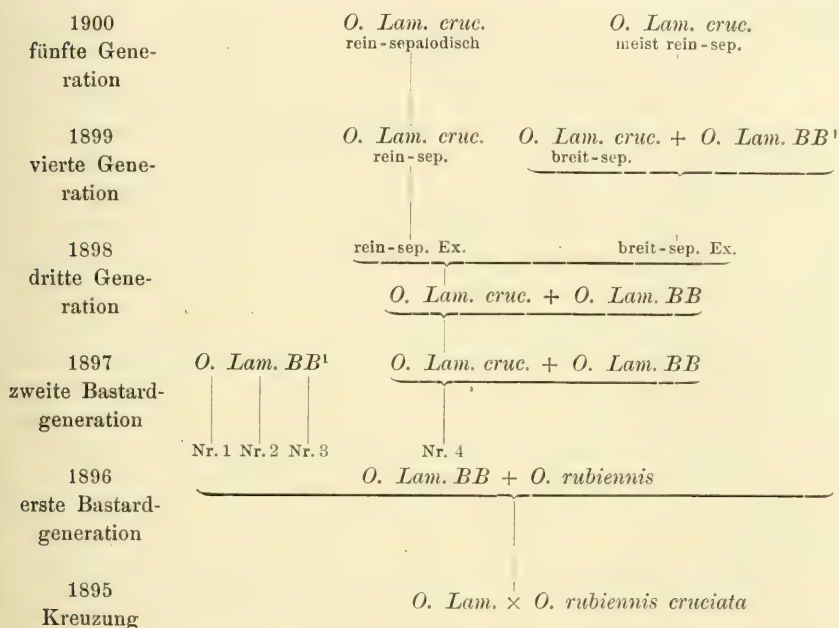 1900 O. Lam. cruc. O. Lam. cruc.
fünfte Gene- rein-sepalodisch meist rein-sep.
ration
1899 O. Lam. cruc. O. Lam. cruc. + O. Lam. BB¹
vierte Gene- rein-sep. breit-sep.
ration
1898 rein-sep. Ex. breit-sep. Ex.
dritte Gene-
ration O. Lam. cruc. + O. Lam. BB
1897 O. Lam. BB¹ O. Lam. cruc. + O. Lam. BB
zweite Bastard-
generation
Nr. 1 Nr. 2 Nr. 3 Nr. 4
1896 O. Lam. BB + O. rubiennis
erste Bastard-
generation
1895 O. Lam. × O. rubiennis cruciata
Kreuzung